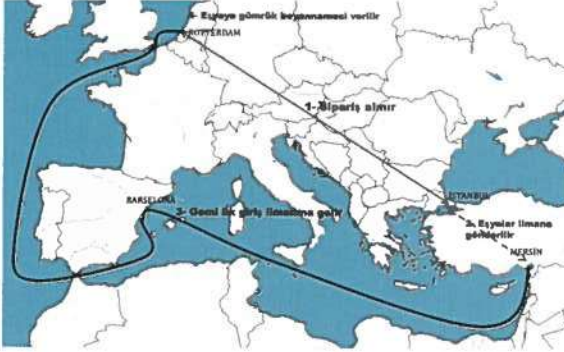 4- Eşyaya gümrük beyannamesi verilir
ROTTERDAM
1- Sipariş alınır
BARSELONA
3- Gemi ilk giriş limanına gelir
İSTANBUL
2- Eşyalar limana
gönderilir
MERSİN